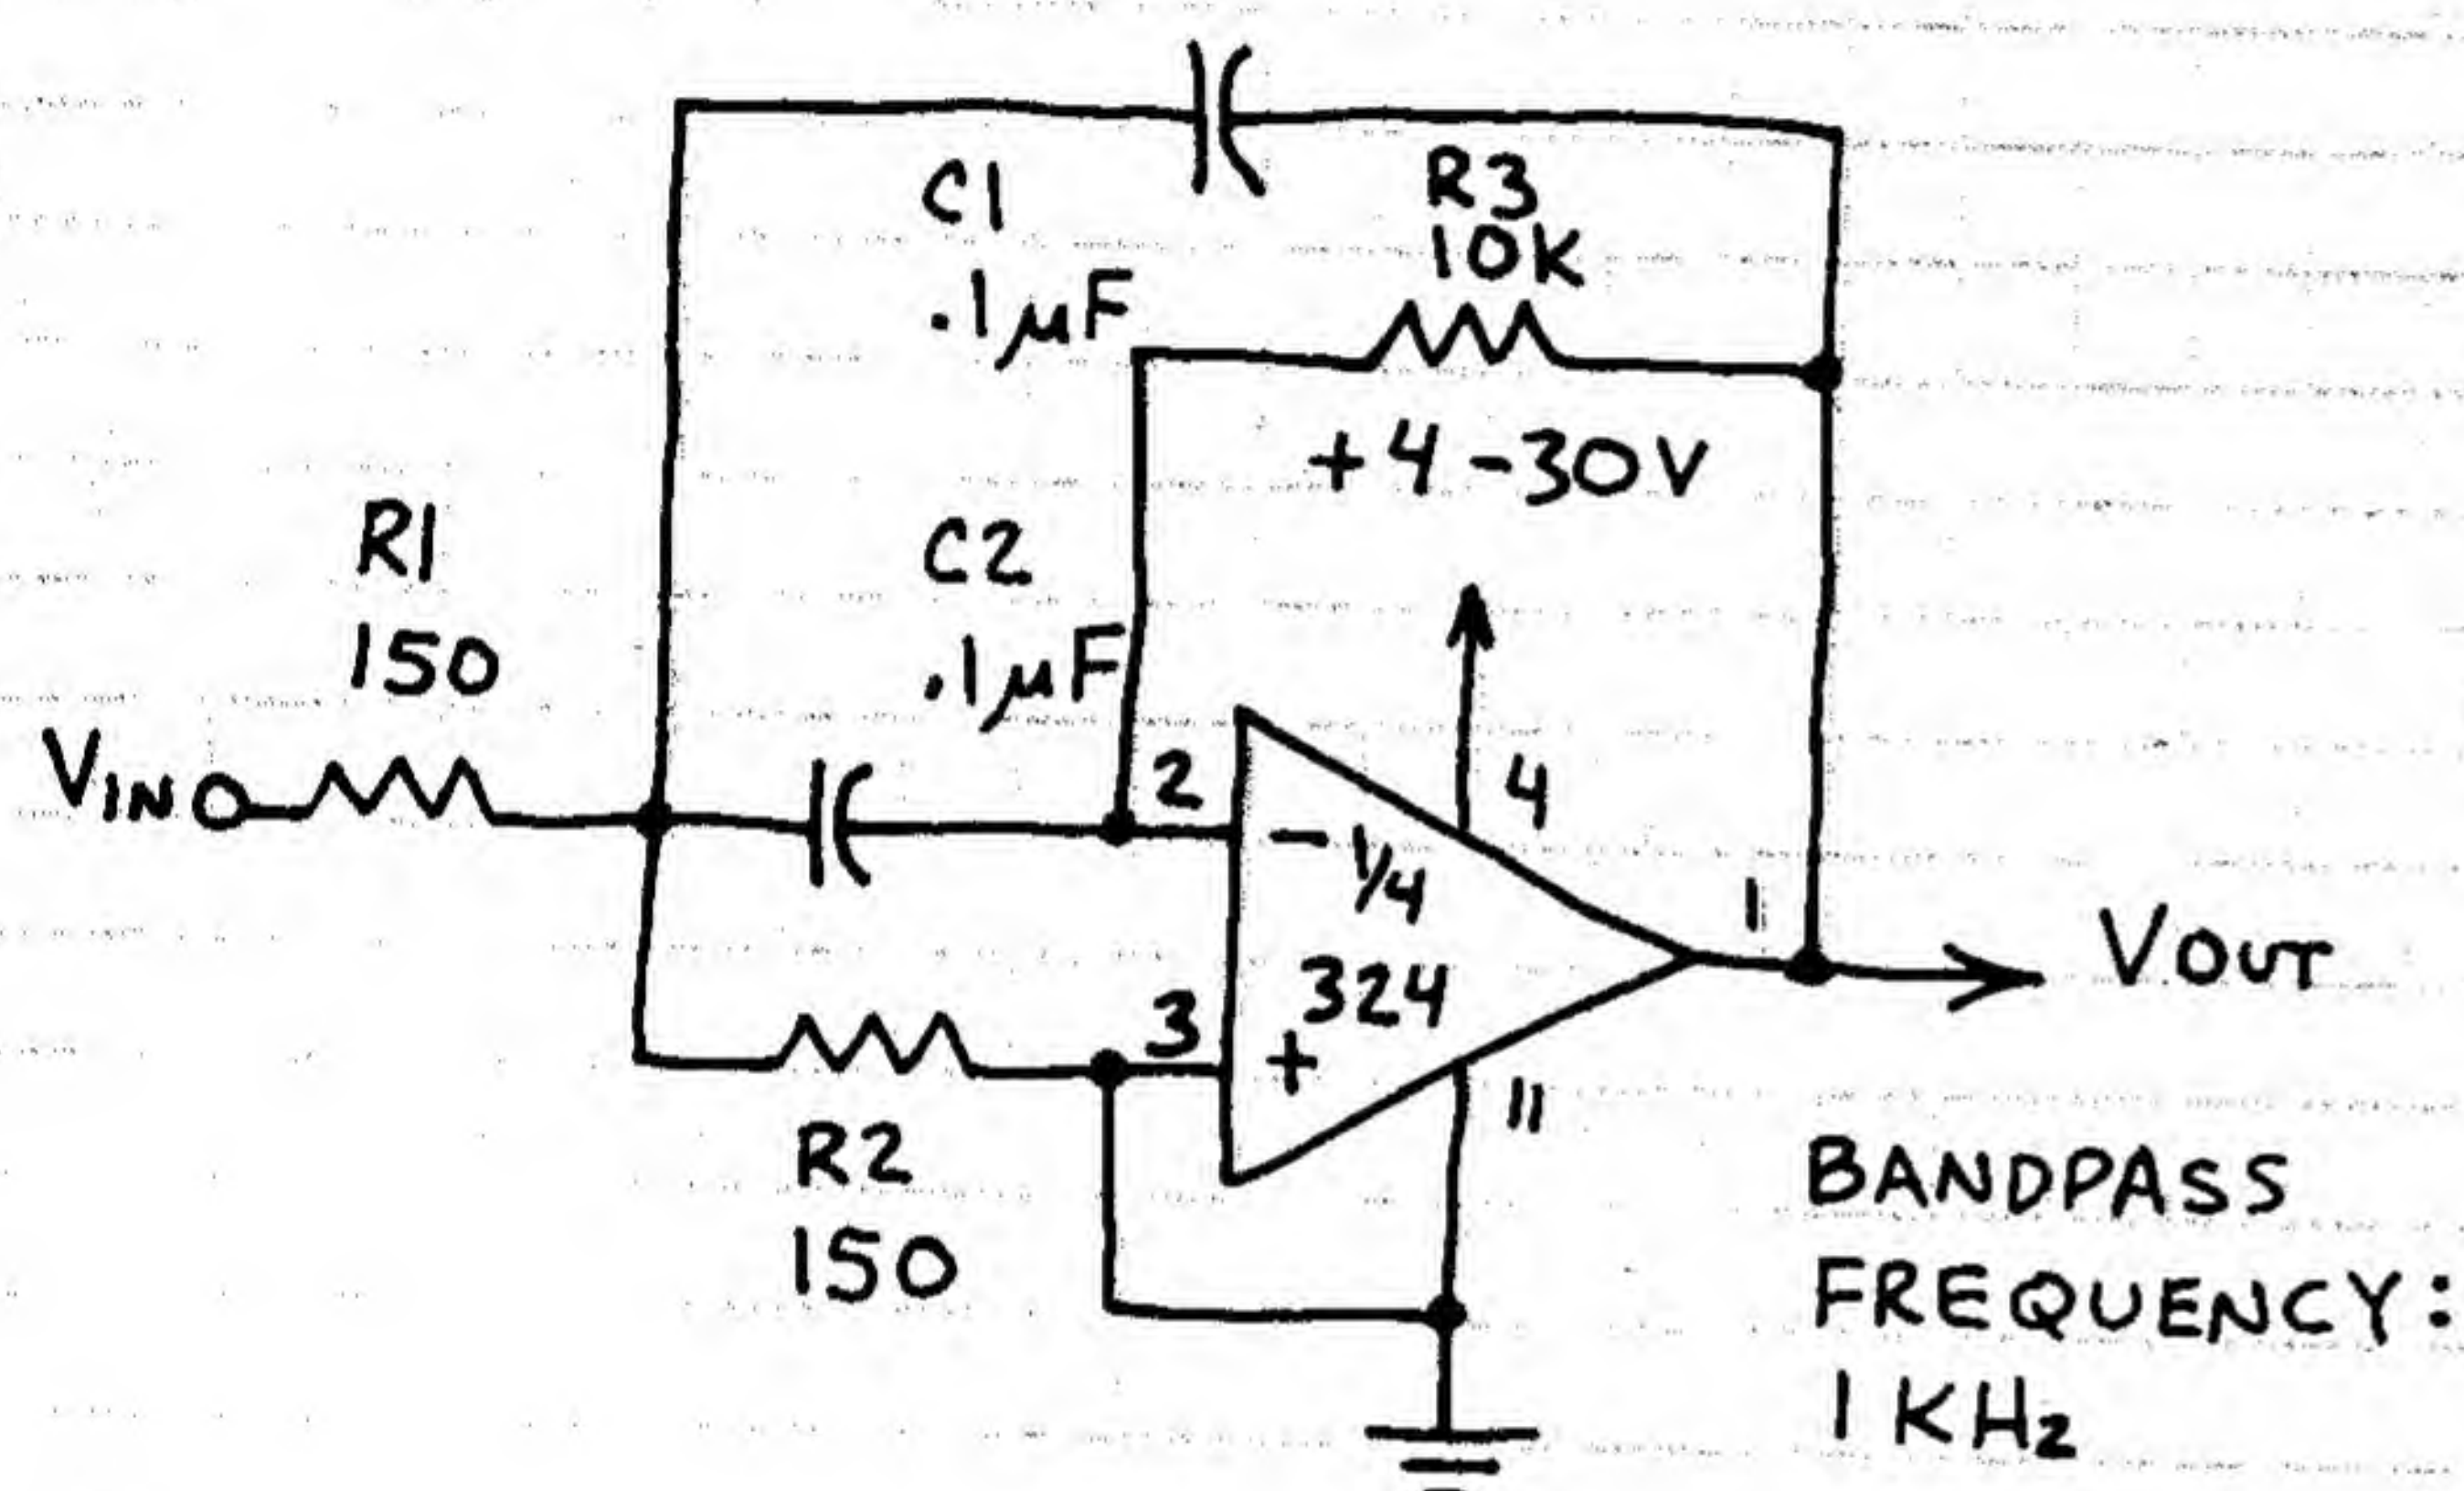 C1
.1µF
R3
10K
+4-30V
R1
150
C2
.1µF
VIN
2
4
- 1/4
324
+
1
VOUT
3
11
R2
150
BANDPASS
FREQUENCY:
1 KHz